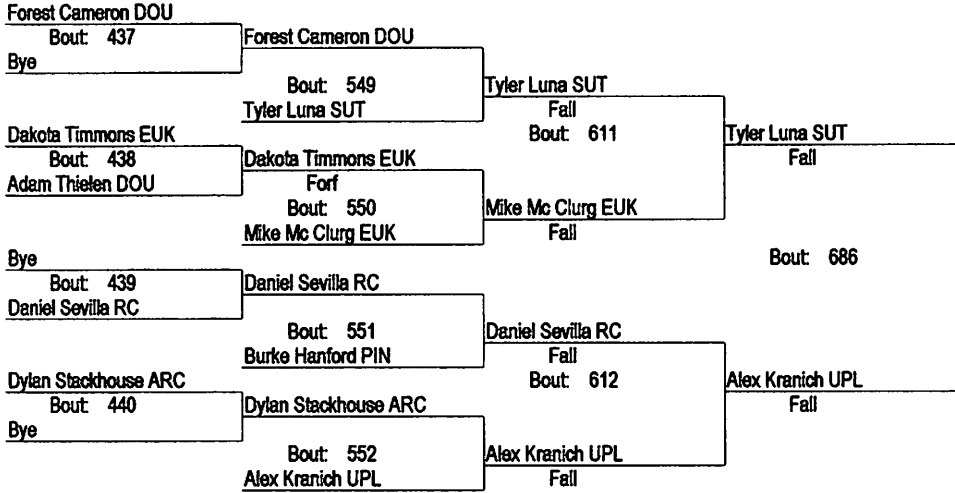 Forest Cameron DOU
Bout: 437
Forest Cameron DOU
Bye
Bout: 549
Tyler Luna SUT
Tyler Luna SUT
Fall
Dakota Timmons EUK
Bout: 611
Tyler Luna SUT
Bout: 438
Dakota Timmons EUK
Fall
Adam Thielen DOU
Forf
Bout: 550
Mike Mc Clurg EUK
Mike Mc Clurg EUK
Fall
Bye
Bout: 686
Bout: 439
Daniel Sevilla RC
Daniel Sevilla RC
Bout: 551
Daniel Sevilla RC
Burke Hanford PIN
Fall
Dylan Stackhouse ARC
Bout: 612
Alex Kranich UPL
Bout: 440
Dylan Stackhouse ARC
Fall
Bye
Bout: 552
Alex Kranich UPL
Alex Kranich UPL
Fall